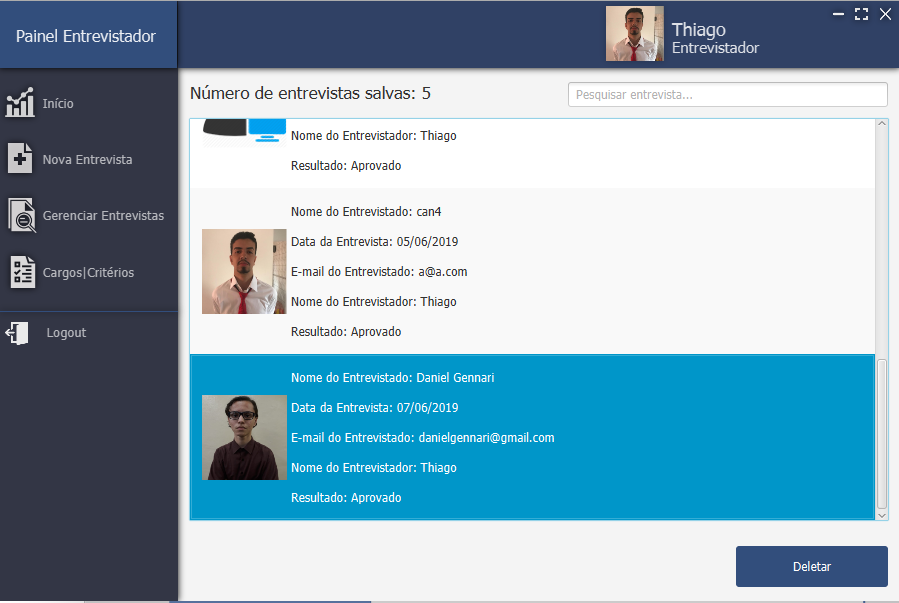 Painel Entrevistador
Thiago
Entrevistador
Início
Nova Entrevista
Gerenciar Entrevistas
Cargos|Critérios
Logout
Número de entrevistas salvas: 5
Pesquisar entrevista...
Nome do Entrevistador: Thiago
Resultado: Aprovado
Nome do Entrevistado: can4
Data da Entrevista: 05/06/2019
E-mail do Entrevistado: a@a.com
Nome do Entrevistador: Thiago
Resultado: Aprovado
Nome do Entrevistado: Daniel Gennari
Data da Entrevista: 07/06/2019
E-mail do Entrevistado: danielgennari@gmail.com
Nome do Entrevistador: Thiago
Resultado: Aprovado
Deletar